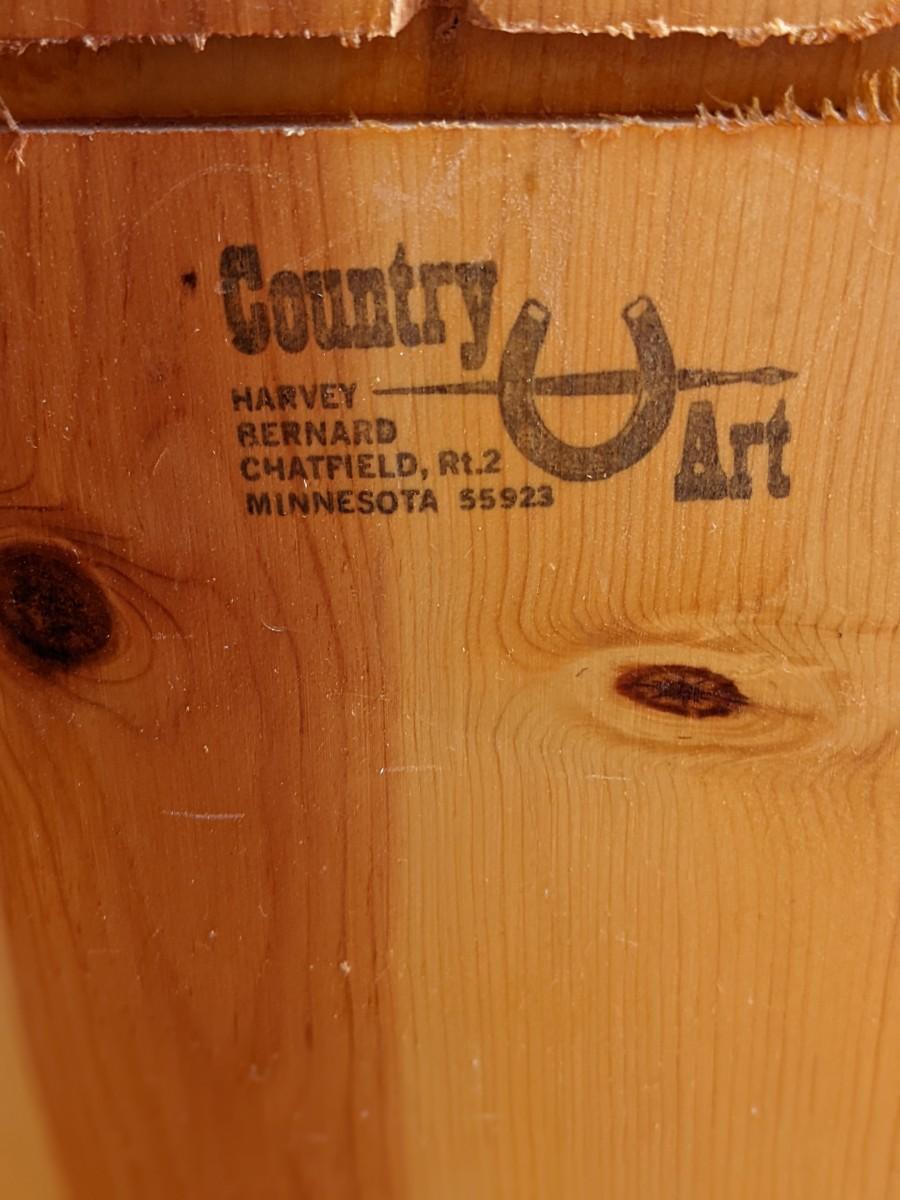 Country
HARVEY
BERNARD
CHATFIELD, Rt.2
MINNESOTA 55923
Art